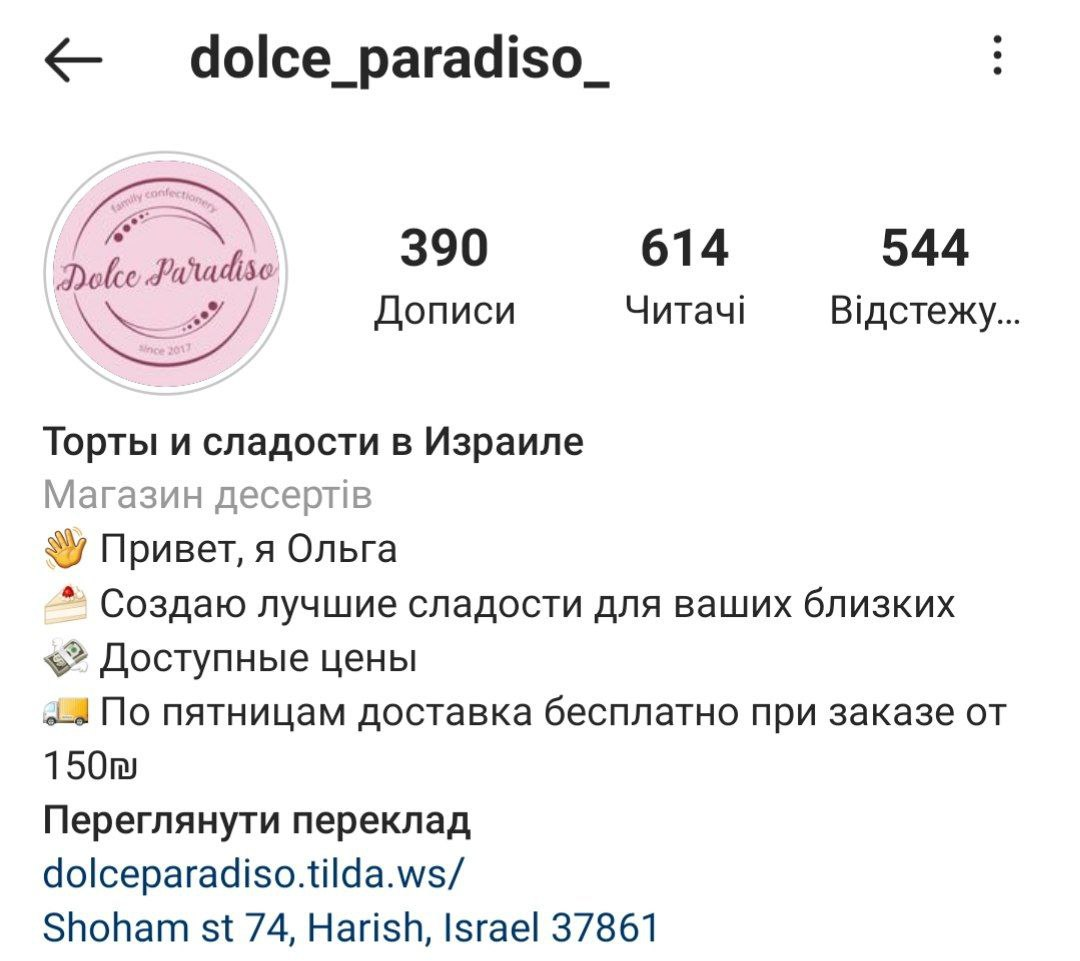 dolce_paradiso_
family confectionery
Dolce Paradiso
since 2017
390 614 544
Дописи Читачі Відстежу...
Торты и сладости в Израиле
Магазин десертів
👋 Привет, я Ольга
🍰 Создаю лучшие сладости для ваших близких
💸 Доступные цены
🚚 По пятницам доставка бесплатно при заказе от
150₪
Переглянути переклад
dolceparadiso.tilda.ws/
Shoham st 74, Harish, Israel 37861